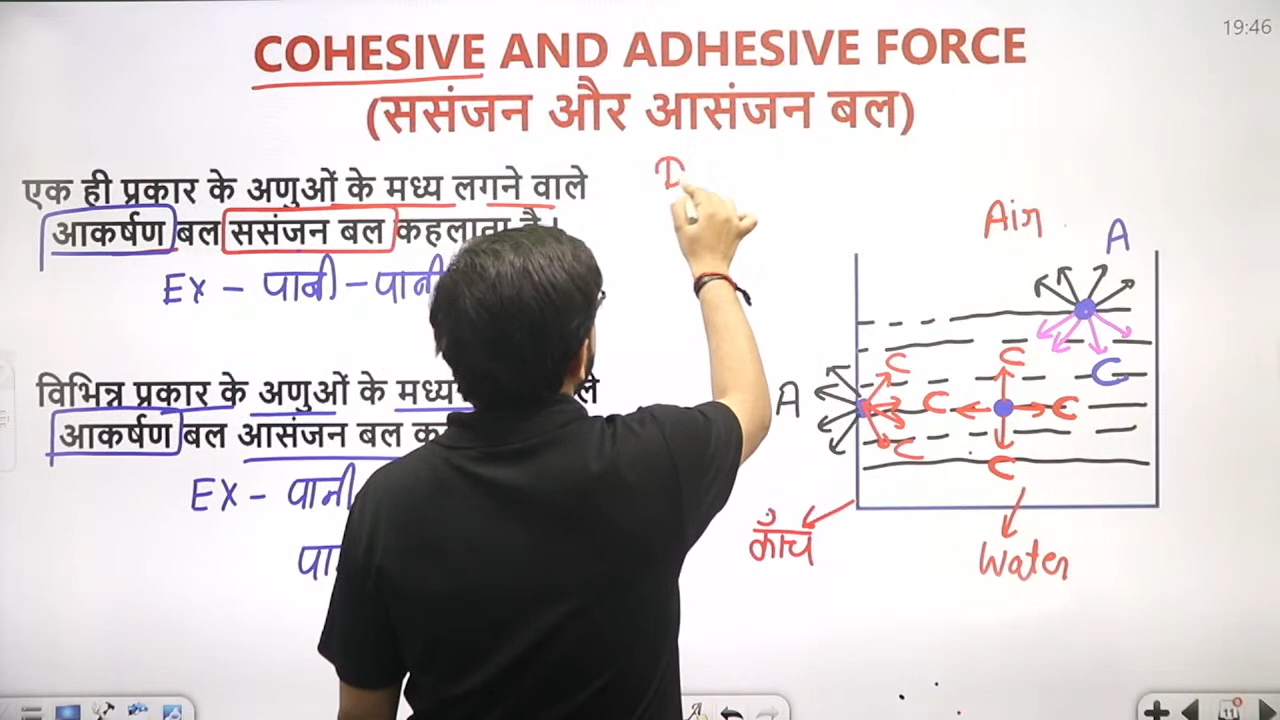 19:46
COHESIVE AND ADHESIVE FORCE
(ससंजन और आसंजन बल)
एक ही प्रकार के अणुओं के मध्य लगने वाले
आकर्षण बल ससंजन बल कहलाता है।
Ex - पानी - पानी
विभिन्न प्रकार के अणुओं के मध्य
आकर्षण बल आसंजन बल
Ex - पानी
Air
A
C
C
C
C
A
C
C
C
काँच
Water
11